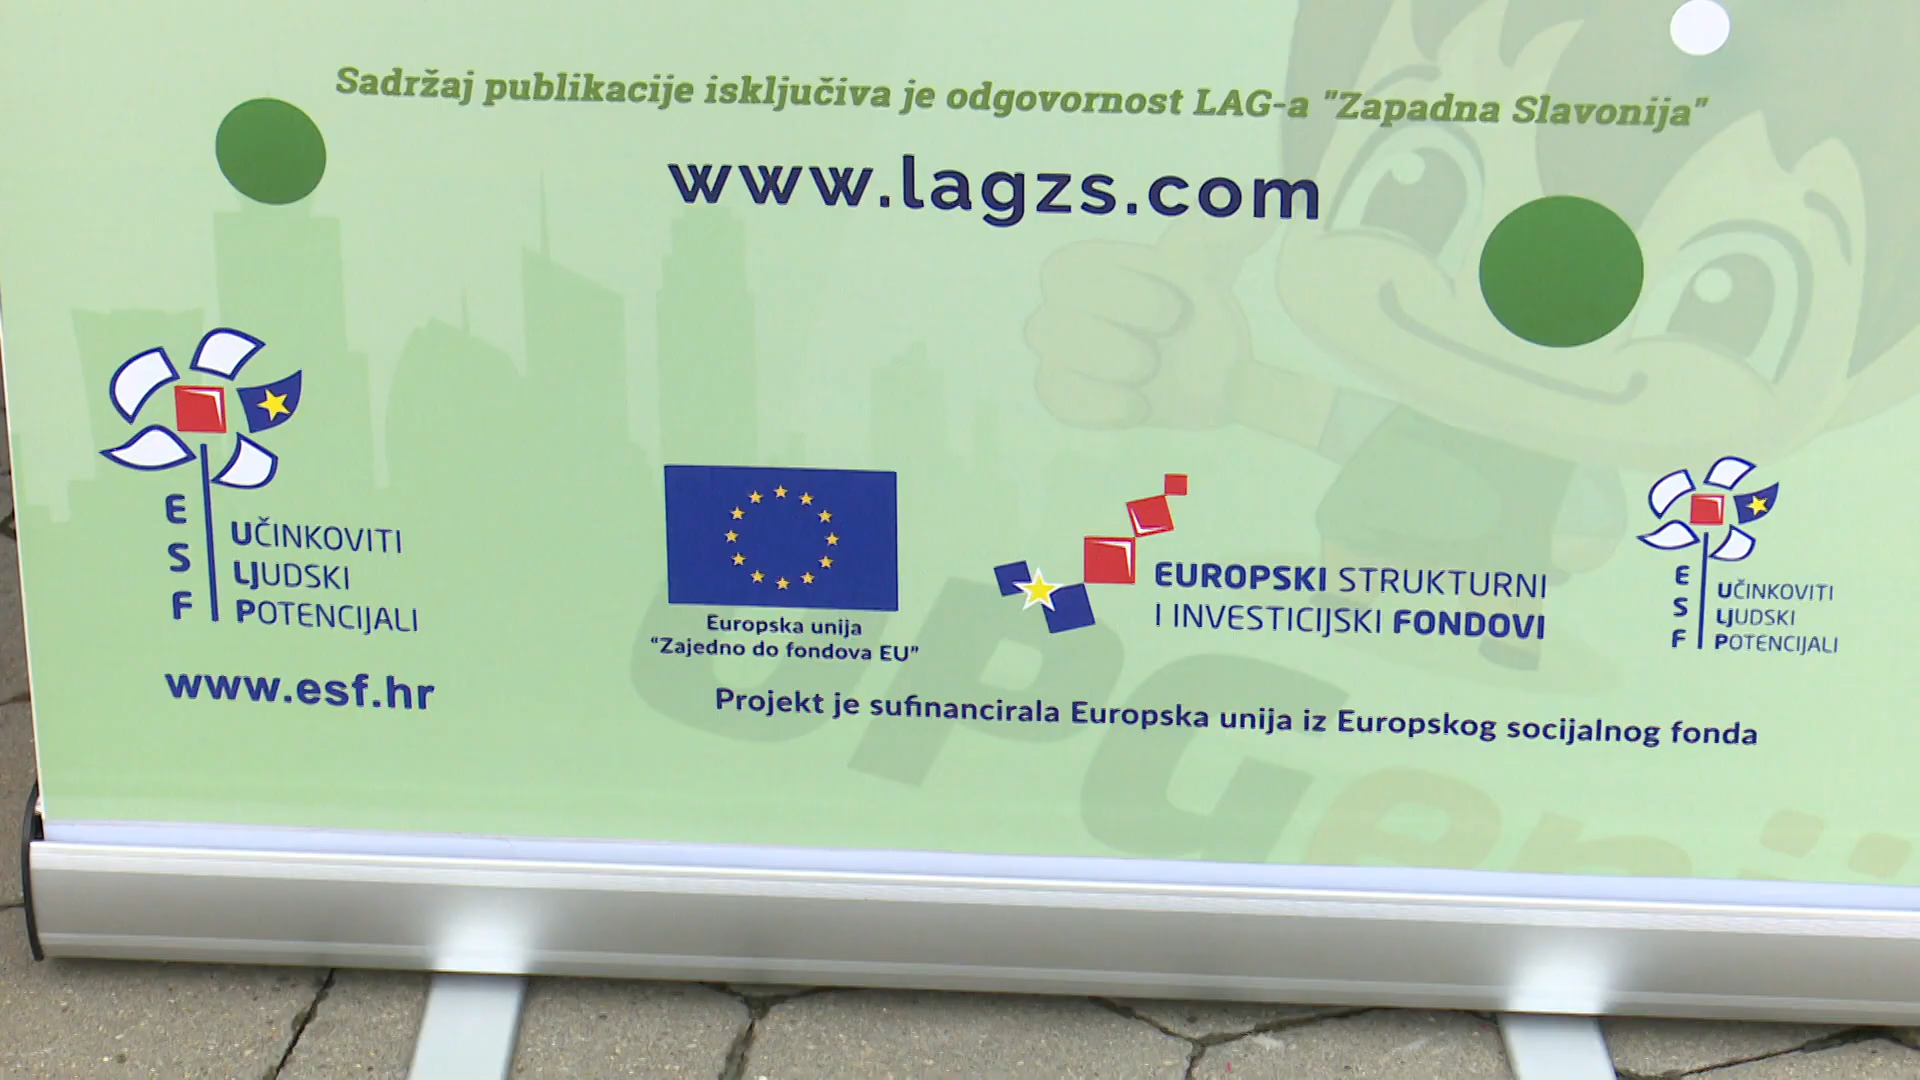 Sadržaj publikacije isključiva je odgovornost LAG-a "Zapadna Slavonija"
www.lagzs.com
ESF
UČINKOVITI
LJUDSKI
POTENCIJALI
www.esf.hr
Europska unija
“Zajedno do fondova EU”
EUROPSKI STRUKTURNI
I INVESTICIJSKI FONDOVI
ESF
UČINKOVITI
LJUDSKI
POTENCIJALI
Projekt je sufinancirala Europska unija iz Europskog socijalnog fonda